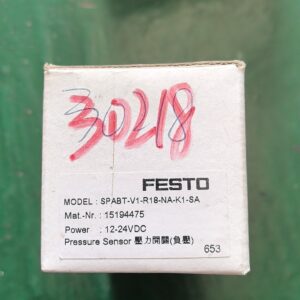 30218
FESTO
MODEL : SPABT-V1-R18-NA-K1-SA
Mat.-Nr. : 15194475
Power : 12-24VDC
Pressure Sensor 壓力開關(負壓)
653